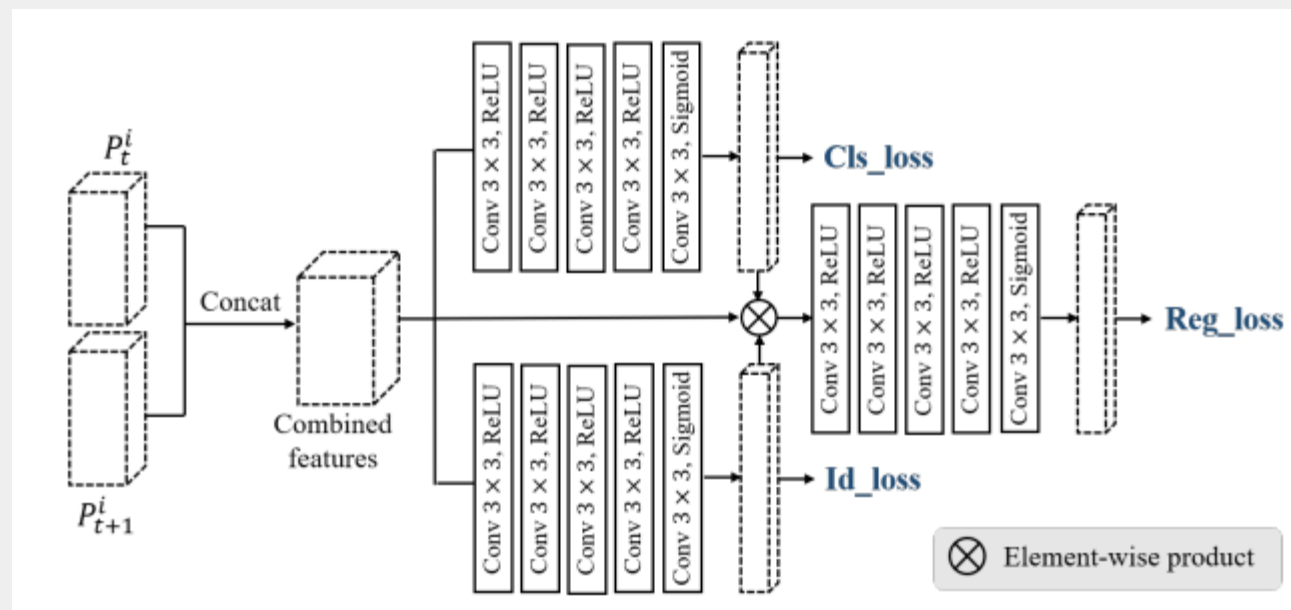 P_t^i
P_{t+1}^i
Concat
Combined
features
Conv 3 × 3, ReLU
Conv 3 × 3, ReLU
Conv 3 × 3, ReLU
Conv 3 × 3, ReLU
Conv 3 × 3, Sigmoid
Cls_loss
Conv 3 × 3, ReLU
Conv 3 × 3, ReLU
Conv 3 × 3, ReLU
Conv 3 × 3, ReLU
Conv 3 × 3, Sigmoid
Id_loss
Conv 3 × 3, ReLU
Conv 3 × 3, ReLU
Conv 3 × 3, ReLU
Conv 3 × 3, ReLU
Conv 3 × 3, Sigmoid
Reg_loss
Element-wise product